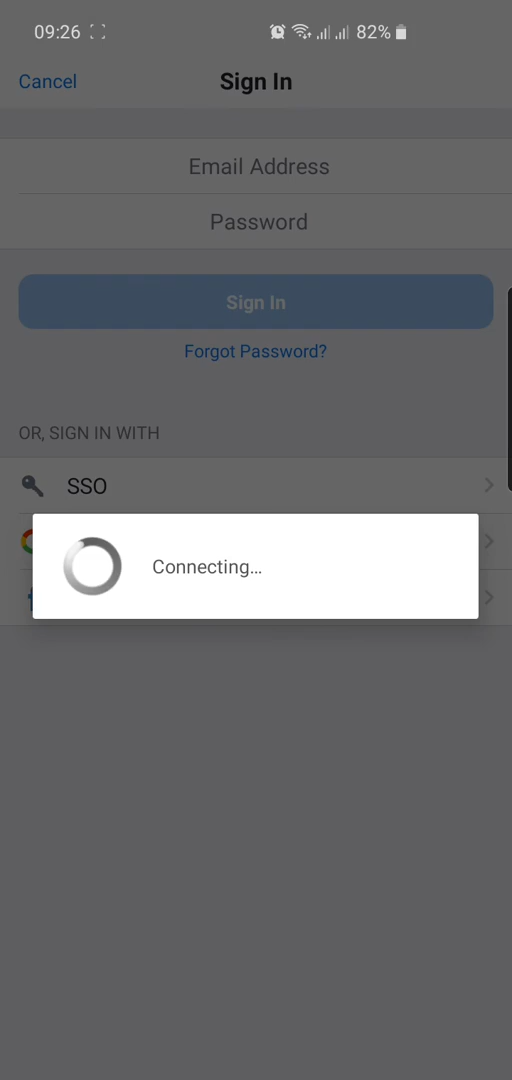 09:26 82%
Cancel Sign In
Email Address
Password
Sign In
Forgot Password?
OR, SIGN IN WITH
SSO
Connecting...